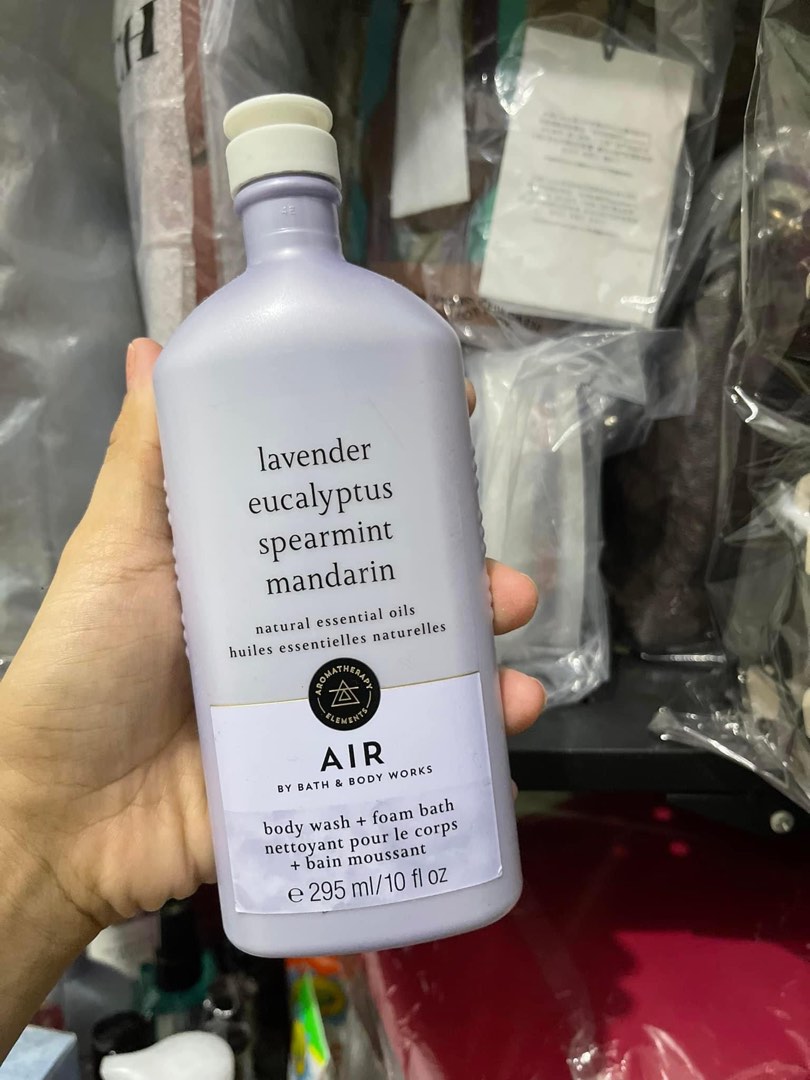 lavender
eucalyptus
spearmint
mandarin
natural essential oils
huiles essentielles naturelles
AROMATHERAPY
ELEMENTS
AIR
BY BATH & BODY WORKS
body wash + foam bath
nettoyant pour le corps
+ bain moussant
e 295 ml/10 fl oz